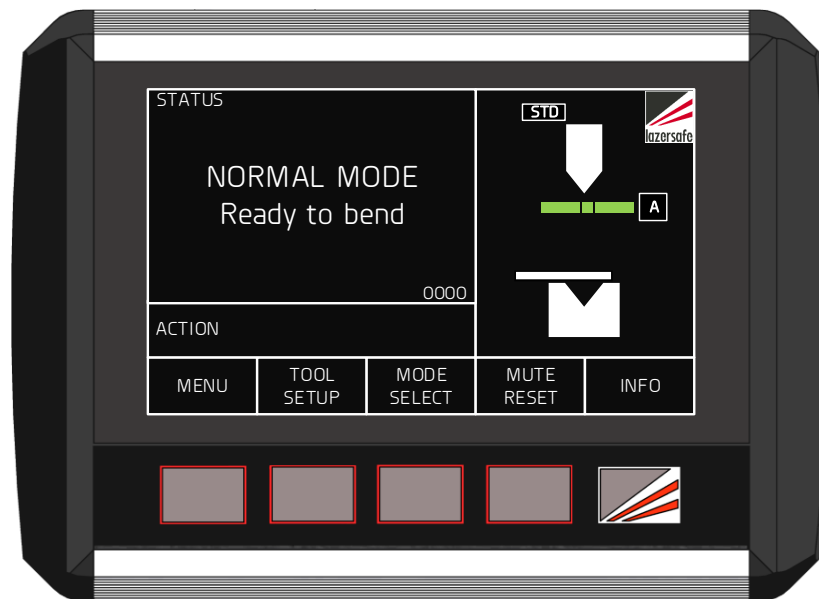 STATUS
NORMAL MODE
Ready to bend
0000
ACTION
STD
lazersafe
A
MENU
TOOL
SETUP
MODE
SELECT
MUTE
RESET
INFO